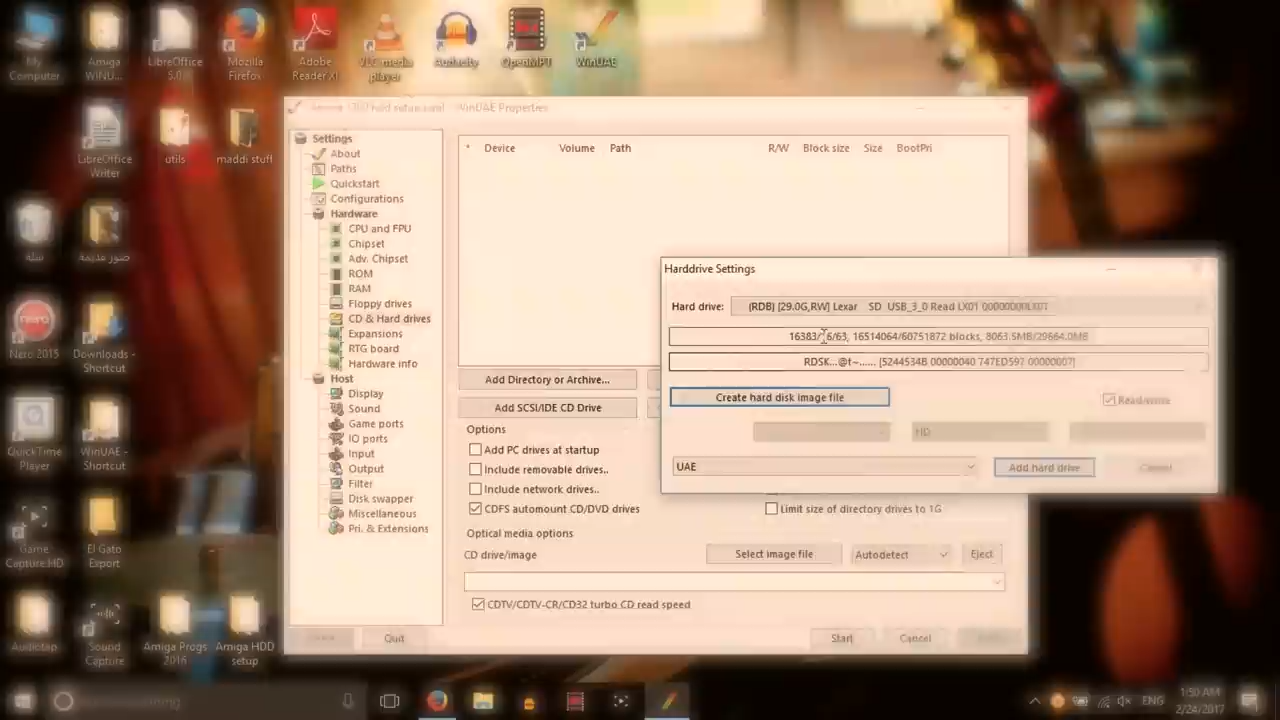 My Computer
Amiga WINU...
LibreOffice 5.0
Mozilla Firefox
Adobe Reader XI
VLC media player
Audacity
OpenMPT
WinUAE
LibreOffice Writer
utils
maddi stuff
سلة
صور قديمة
Nero 2015
Downloads - Shortcut
QuickTime Player
WinUAE - Shortcut
Game Capture HD
El Gato Export
Audiotap
Sound Capture
Amiga Progs 2016
Amiga HDD setup
WinUAE Properties
Settings
About
Paths
Quickstart
Configurations
Hardware
CPU and FPU
Chipset
Adv. Chipset
ROM
RAM
Floppy drives
CD & Hard drives
Expansions
RTG board
Hardware info
Host
Display
Sound
Game ports
IO ports
Input
Output
Filter
Disk swapper
Miscellaneous
Pri. & Extensions
* Device Volume Path R/W Block size Size BootPri
Add Directory or Archive...
Add SCSI/IDE CD Drive
Options
Add PC drives at startup
Include removable drives..
Include network drives..
CDFS automount CD/DVD drives
Limit size of directory drives to 1G
Optical media options
CD drive/image
Select image file
Autodetect
Eject
CDTV/CDTV-CR/CD32 turbo CD read speed
Quit
Start
Cancel
Harddrive Settings
Hard drive:
(RDB) [29.0G,RW] Lexar SD USB_3_0 Read LX01
16514064/60751872 blocks, 8063.5MB/29664.0MB
RDSK...@t~...... [5244534B 00000040 747ED597 00000007]
Create hard disk image file
Read/write
HD
UAE
Add hard drive
Cancel
ENG
1:50 AM
2/24/2017